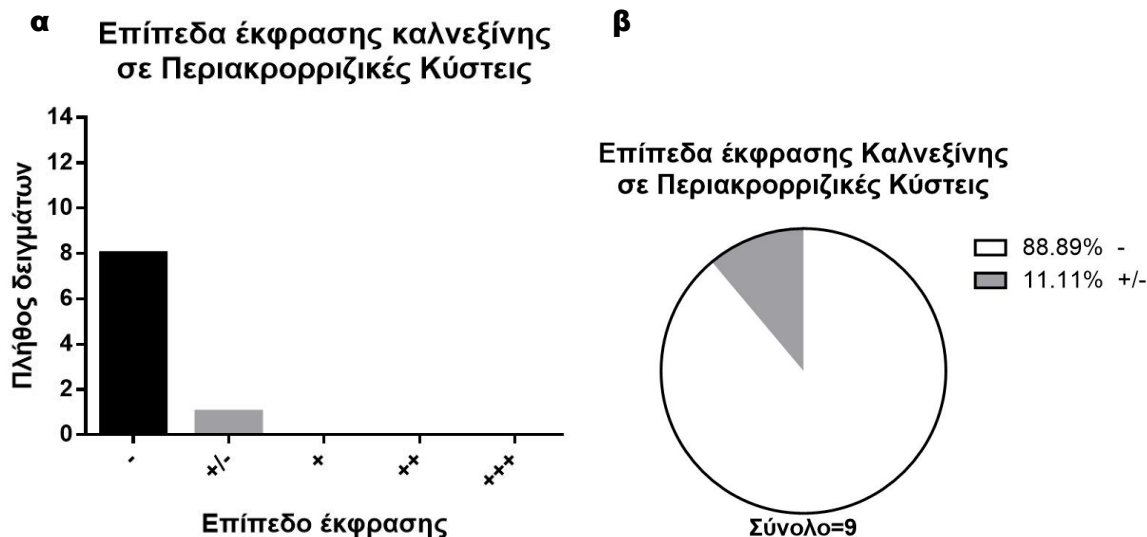 α
Επίπεδα έκφρασης καλνεξίνης
σε Περιακρορριζικές Κύστεις
Πλήθος δειγμάτων
14
12
10
8
6
4
2
0
-
+/-
+
++
+++
Επίπεδο έκφρασης
β
Επίπεδα έκφρασης Καλνεξίνης
σε Περιακρορριζικές Κύστεις
88.89% -
11.11% +/-
Σύνολο=9